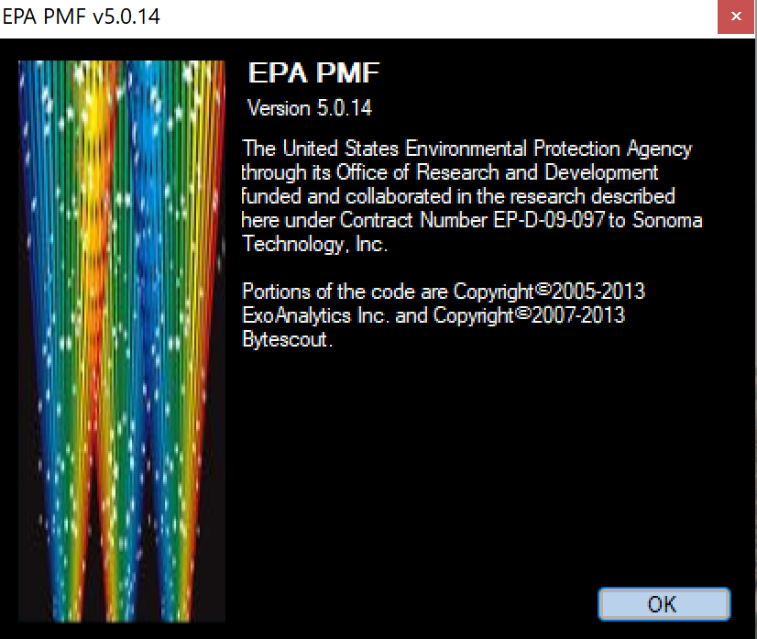 EPA PMF v5.0.14
EPA PMF
Version 5.0.14
The United States Environmental Protection Agency
through its Office of Research and Development
funded and collaborated in the research described
here under Contract Number EP-D-09-097 to Sonoma
Technology, Inc.
Portions of the code are Copyright©2005-2013
ExoAnalytics Inc. and Copyright©2007-2013
Bytescout.
OK